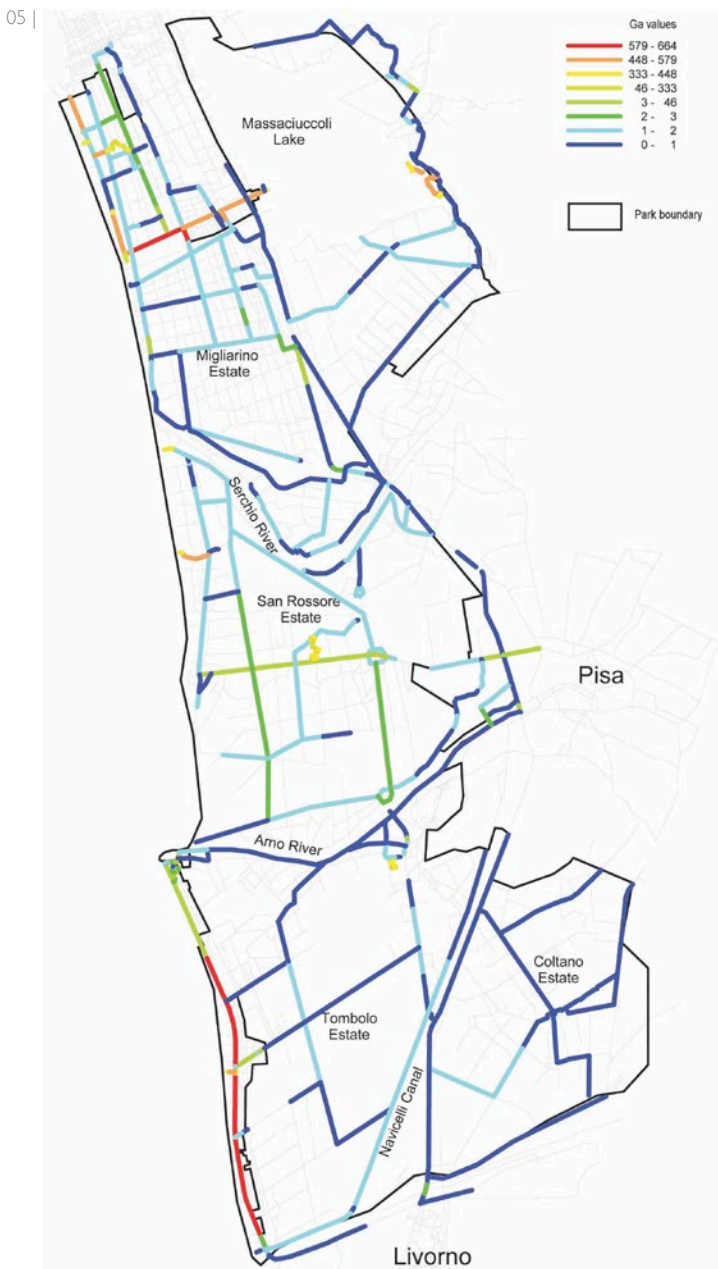 05 |
Ga values
579 - 664
448 - 579
333 - 448
46 - 333
3 - 46
2 - 3
1 - 2
0 - 1
Park boundary
Massaciuccoli
Lake
Migliarino
Estate
Serchio River
San Rossore
Estate
Pisa
Arno River
Coltano
Estate
Tombolo
Estate
Navicelli Canal
Livorno